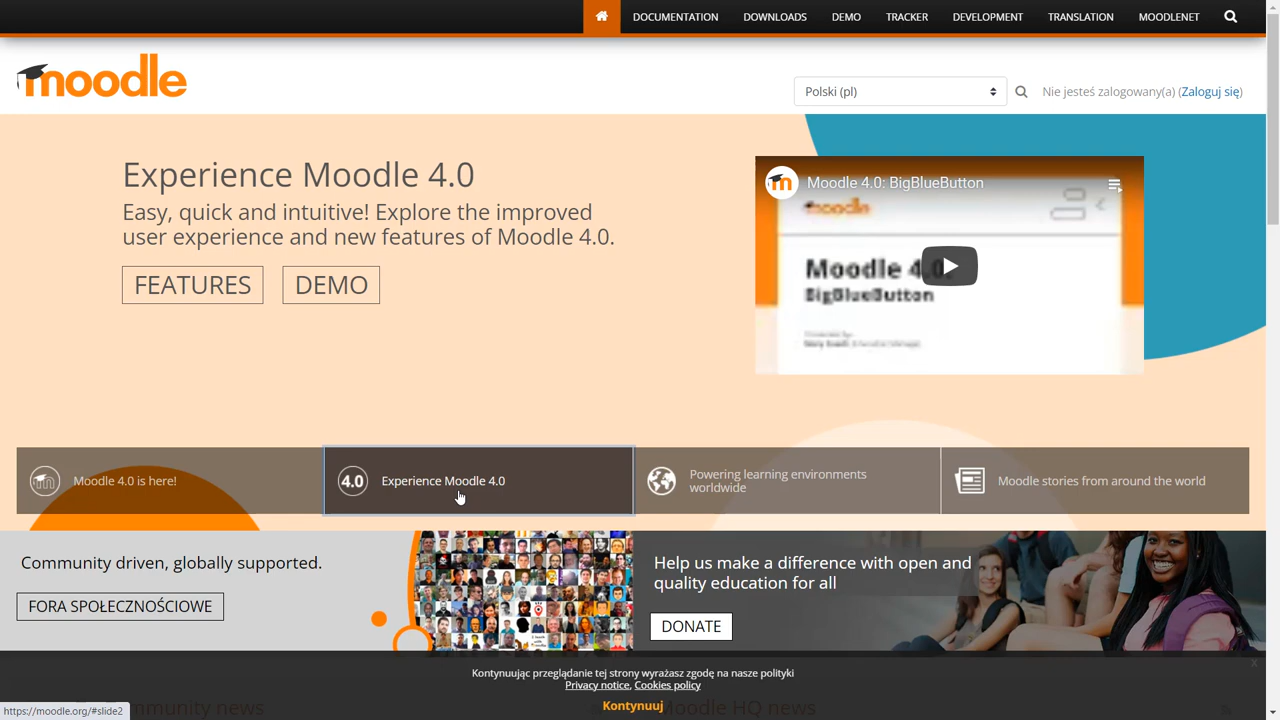 DOCUMENTATION DOWNLOADS DEMO TRACKER DEVELOPMENT TRANSLATION MOODLENET
moodle
Polski (pl)
Nie jesteś zalogowany(a) (Zaloguj się)
Experience Moodle 4.0
Easy, quick and intuitive! Explore the improved
user experience and new features of Moodle 4.0.
FEATURES DEMO
Moodle 4.0: BigBlueButton
moodle
Moodle 4.0
BigBlueButton
Moodle 4.0 is here!
4.0 Experience Moodle 4.0
Powering learning environments
worldwide
Moodle stories from around the world
Community driven, globally supported.
FORA SPOŁECZNOŚCIOWE
Help us make a difference with open and
quality education for all
DONATE
Kontynuując przeglądanie tej strony wyrażasz zgodę na nasze polityki
Privacy notice, Cookies policy
Kontynuuj
x
https://moodle.org/#slide2
mmunity news
Moodle HQ news